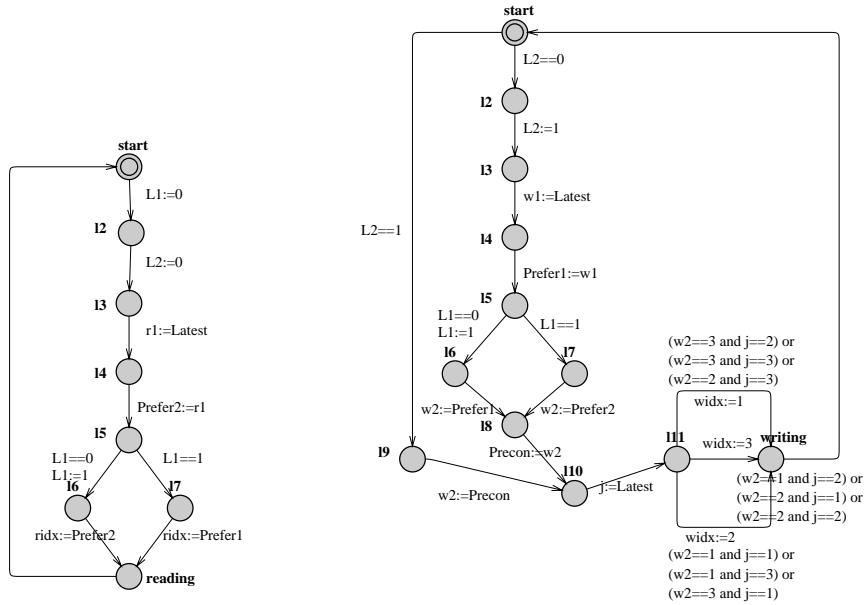 start
L1:=0
l2
L2:=0
l3
r1:=Latest
l4
Prefer2:=r1
l5
L1==0
L1:=1
L1==1
l6
l7
ridx:=Prefer2
ridx:=Prefer1
reading
start
L2==0
l2
L2:=1
l3
w1:=Latest
l4
L2==1
Prefer1:=w1
l5
L1==0
L1:=1
L1==1
l6
l7
w2:=Prefer1
w2:=Prefer2
l8
Precon:=w2
l9
l10
w2:=Precon
j:=Latest
l11
(w2==3 and j==2) or
(w2==3 and j==3) or
(w2==2 and j==3)
widx:=1
widx:=3
writing
(w2==1 and j==2) or
(w2==2 and j==1) or
(w2==2 and j==2)
widx:=2
(w2==1 and j==1) or
(w2==1 and j==3) or
(w2==3 and j==1)